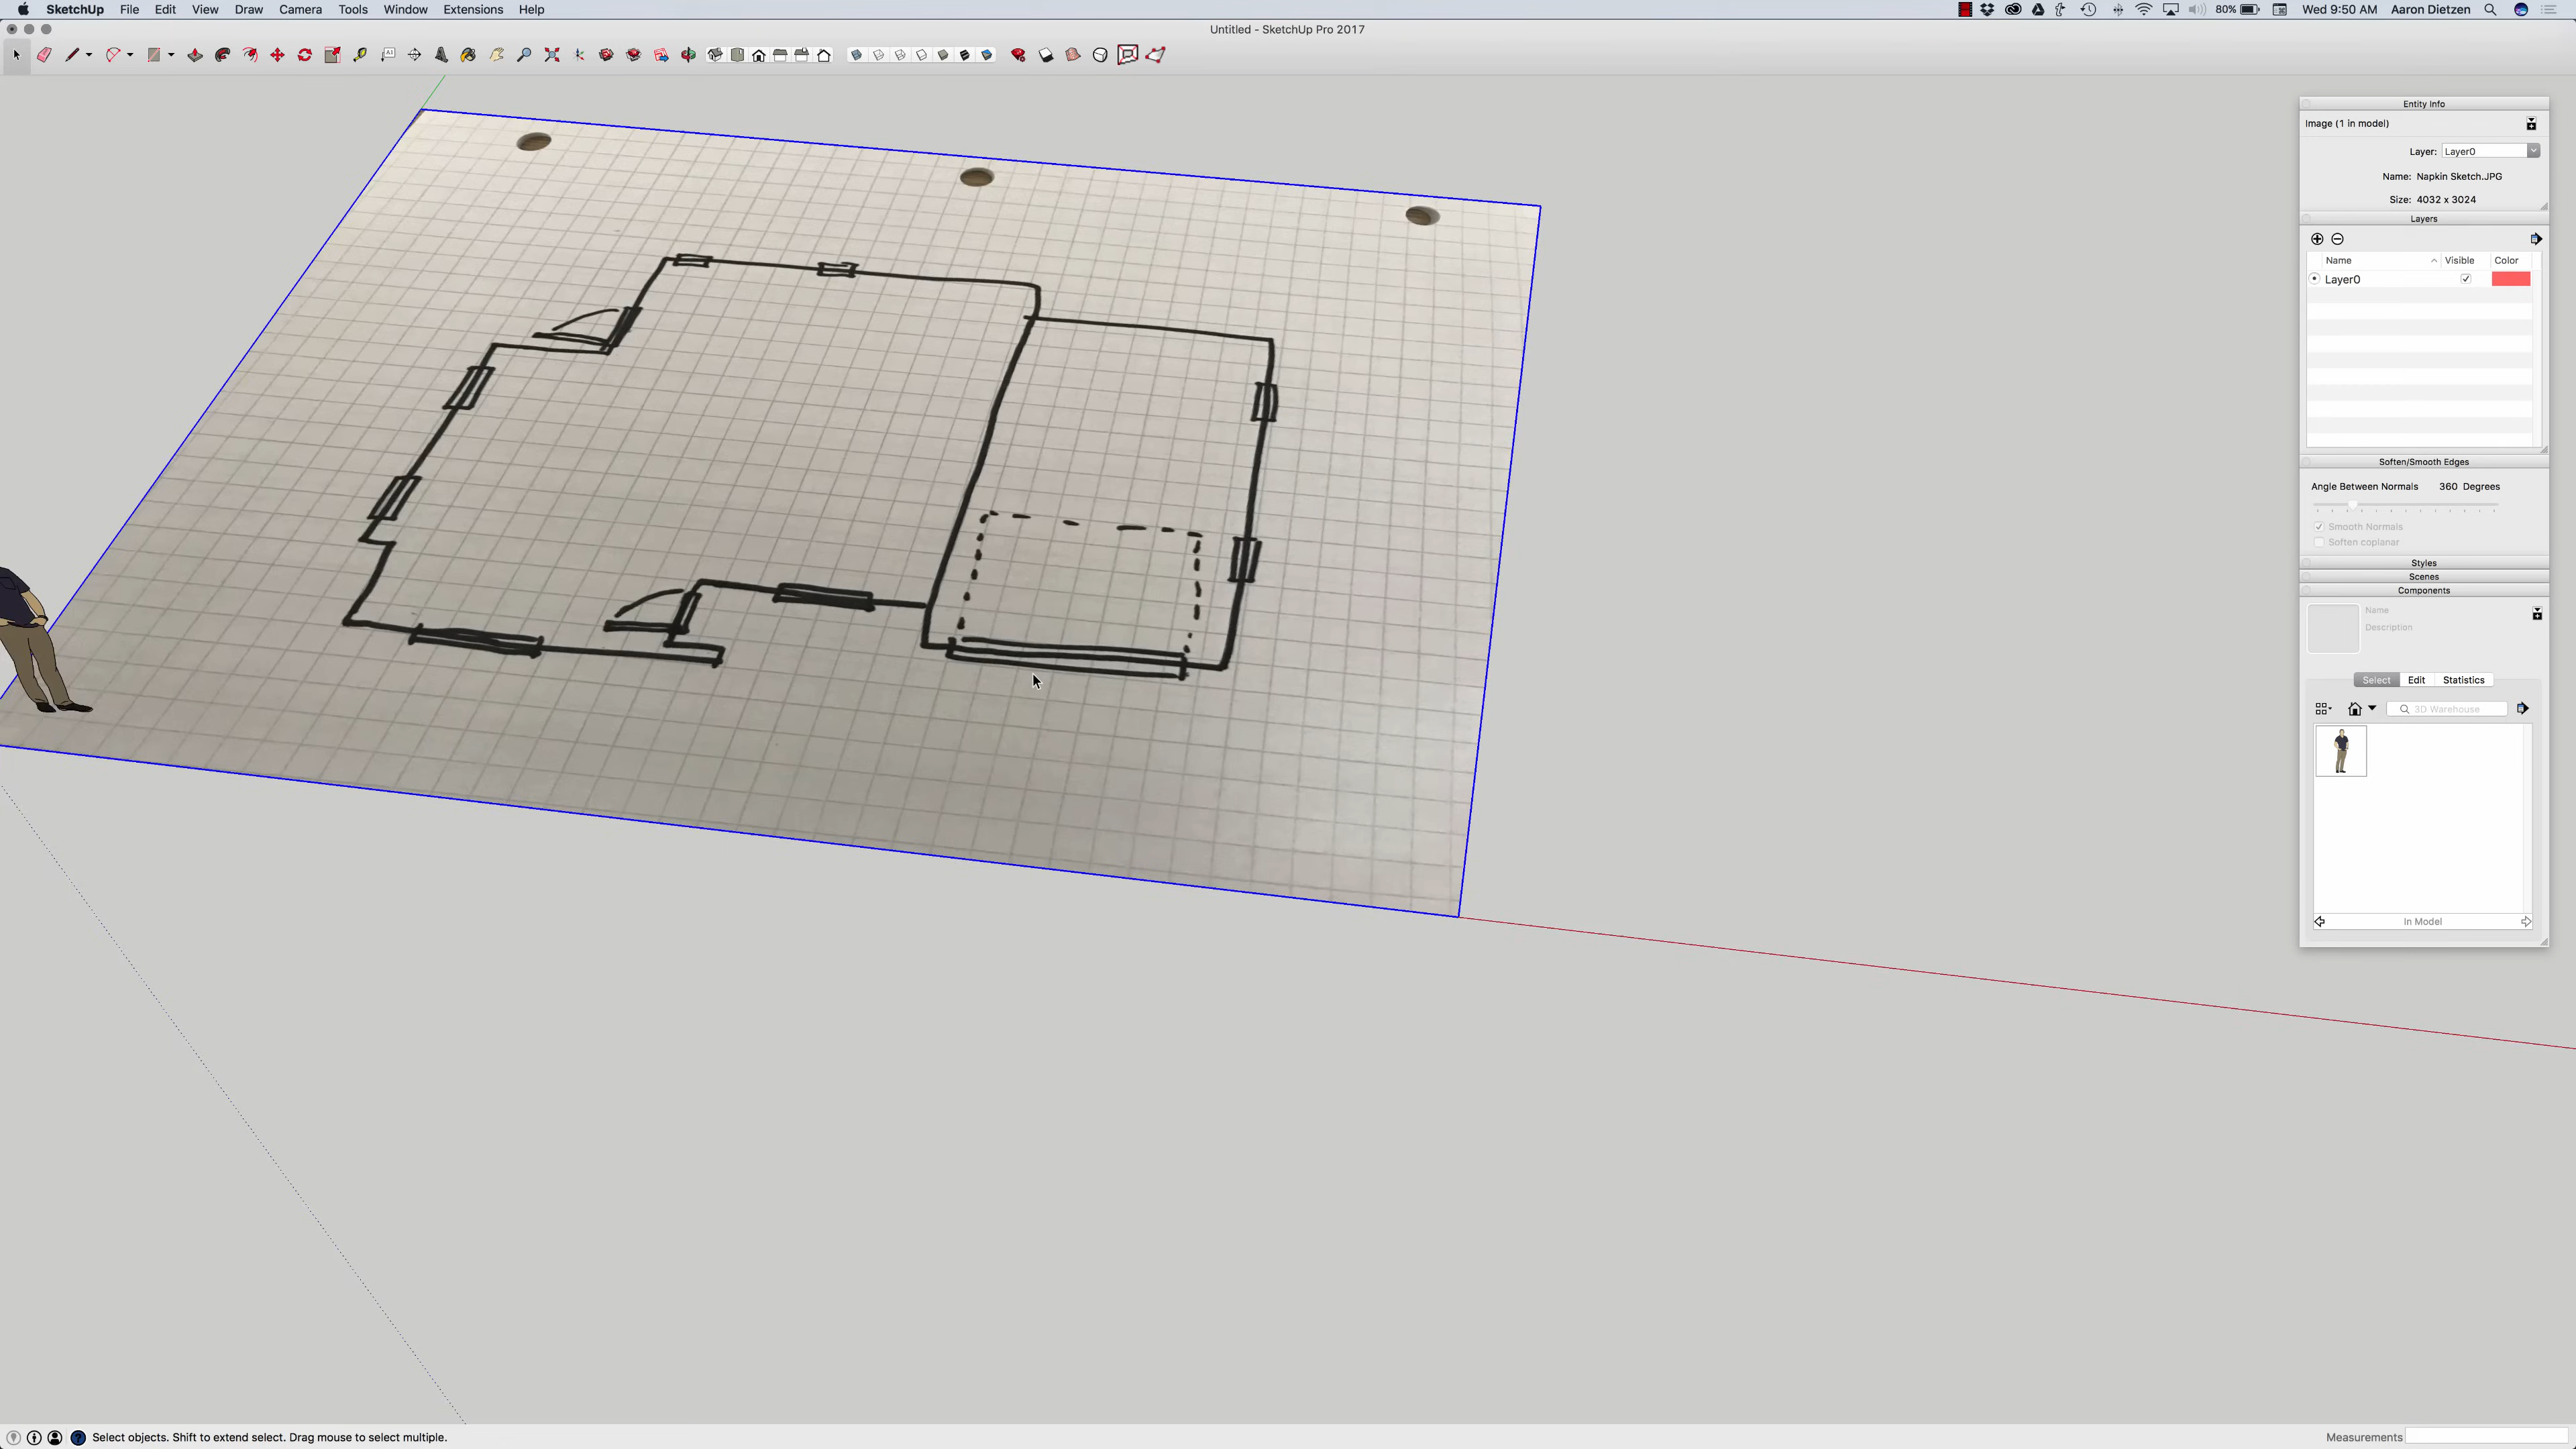 SketchUp File Edit View Draw Camera Tools Window Extensions Help
80% Wed 9:50 AM Aaron Dietzen
Untitled - SketchUp Pro 2017
Entity Info
Image (1 in model)
Layer: Layer0
Name: Napkin Sketch.JPG
Size: 4032 x 3024
Layers
Name Visible Color
Layer0
Soften/Smooth Edges
Angle Between Normals 360 Degrees
Smooth Normals
Soften coplanar
Styles
Scenes
Components
Name
Description
Select Edit Statistics
3D Warehouse
In Model
Select objects. Shift to extend select. Drag mouse to select multiple.
Measurements